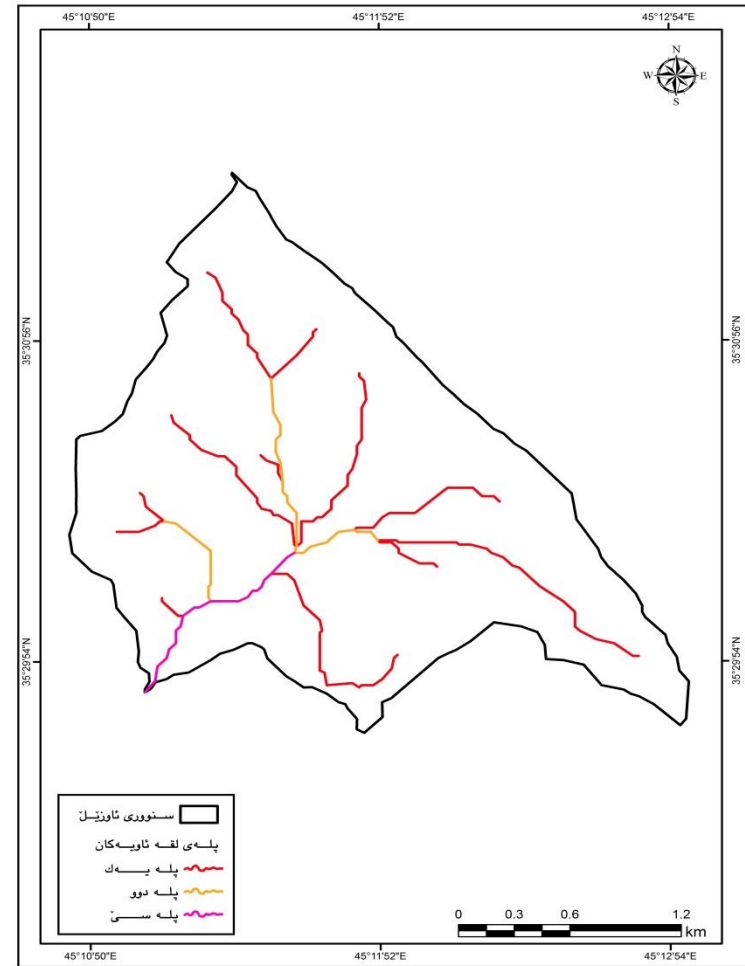 45°10'50"E 45°11'52"E 45°12'54"E
N
W E
S
35°30'56"N 35°30'56"N
35°29'54"N 35°29'54"N
سنووری ئاوزێڵ
پلەی لقە ئاویەکان
پلە یەك
پلە دوو
پلە سێ
0 0.3 0.6 1.2
km
45°10'50"E 45°11'52"E 45°12'54"E